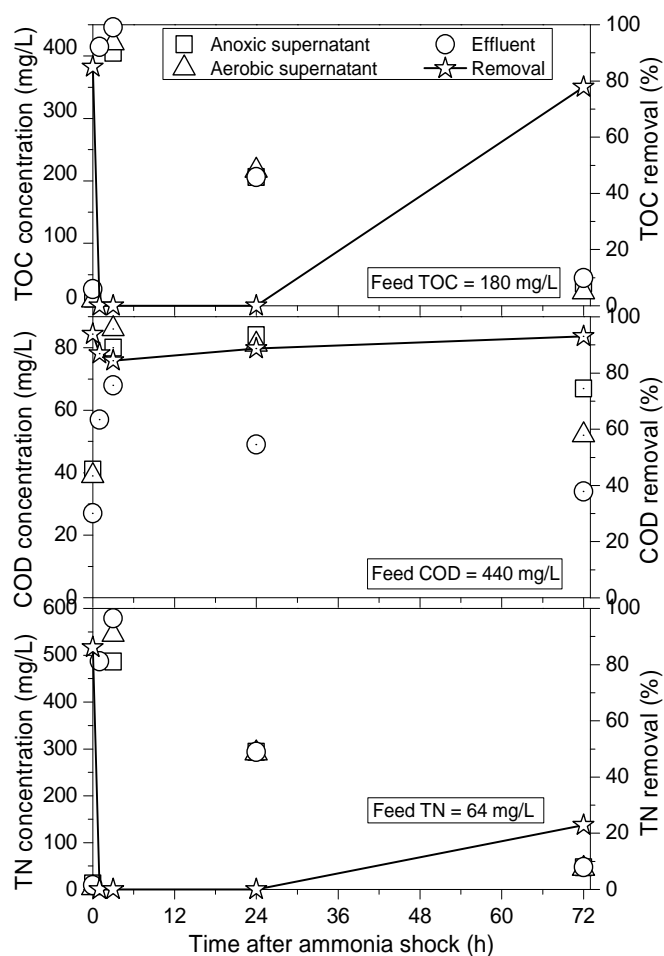 Anoxic supernatant
Effluent
Aerobic supernatant
Removal
TOC concentration (mg/L)
400
300
200
100
0
TOC removal (%)
100
80
60
40
20
0
Feed TOC = 180 mg/L
COD concentration (mg/L)
80
60
40
20
0
COD removal (%)
100
80
60
40
20
0
Feed COD = 440 mg/L
TN concentration (mg/L)
600
500
400
300
200
100
0
TN removal (%)
100
80
60
40
20
0
Feed TN = 64 mg/L
0 12 24 36 48 60 72
Time after ammonia shock (h)